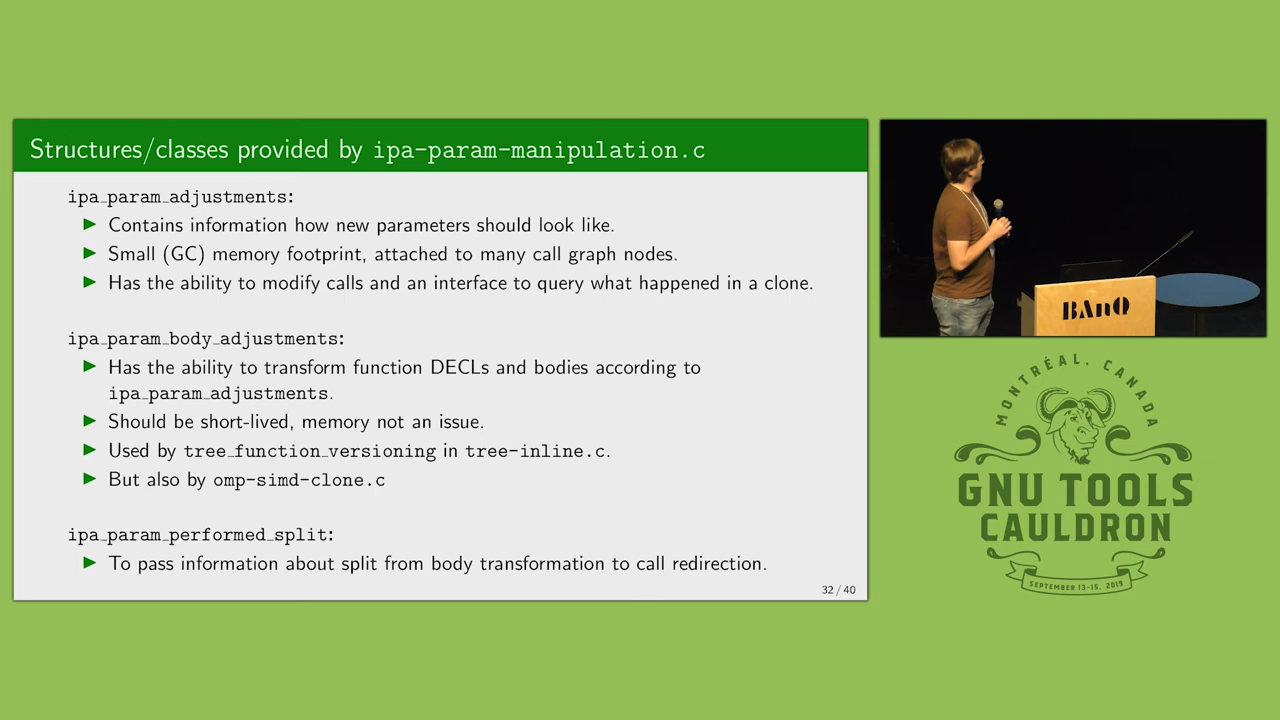 Structures/classes provided by ipa-param-manipulation.c
ipa_param_adjustments:
▶ Contains information how new parameters should look like.
▶ Small (GC) memory footprint, attached to many call graph nodes.
▶ Has the ability to modify calls and an interface to query what happened in a clone.
ipa_param_body_adjustments:
▶ Has the ability to transform function DECLs and bodies according to
ipa_param_adjustments.
▶ Should be short-lived, memory not an issue.
▶ Used by tree_function_versioning in tree-inline.c.
▶ But also by omp-simd-clone.c
ipa_param_performed_split:
▶ To pass information about split from body transformation to call redirection.
32 / 40
BAnQ
MONTRÉAL, CANADA
GNU TOOLS
CAULDRON
SEPTEMBER 13-15, 2019